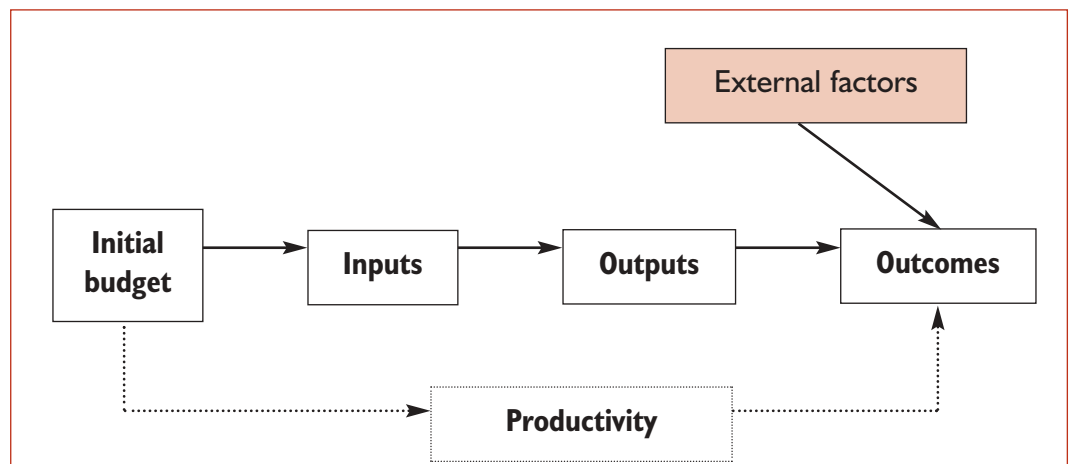 External factors
Initial
budget
Inputs
Outputs
Outcomes
Productivity